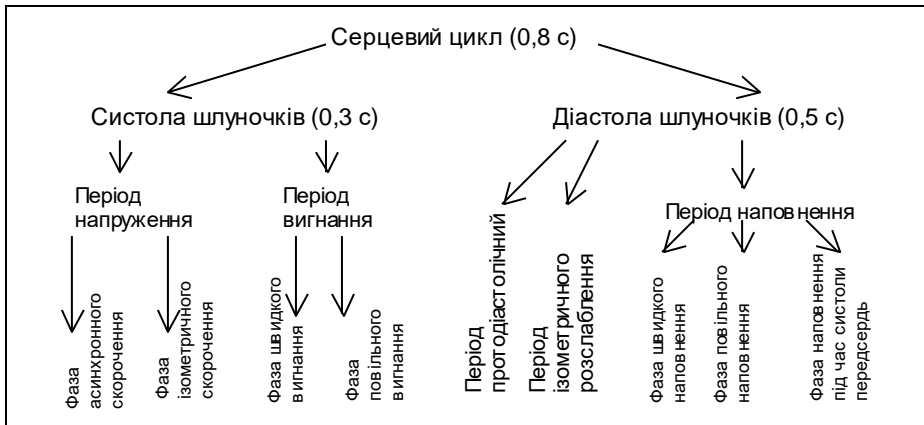 Серцевий цикл (0,8 с)
Систола шлуночків (0,3 с)
Діастола шлуночків (0,5 с)
Період
напруження
Період
вигнання
Період наповнення
Фаза
асинхронного
скорочення
Фаза
ізометричного
скорочення
Фаза швидкого
вигнання
Фаза
повільного
вигнання
Період
протодіастолічний
Період
ізометричного
розслаблення
Фаза швидкого
наповнення
Фаза повільного
наповнення
Фаза наповнення
під час систоли
передсердь